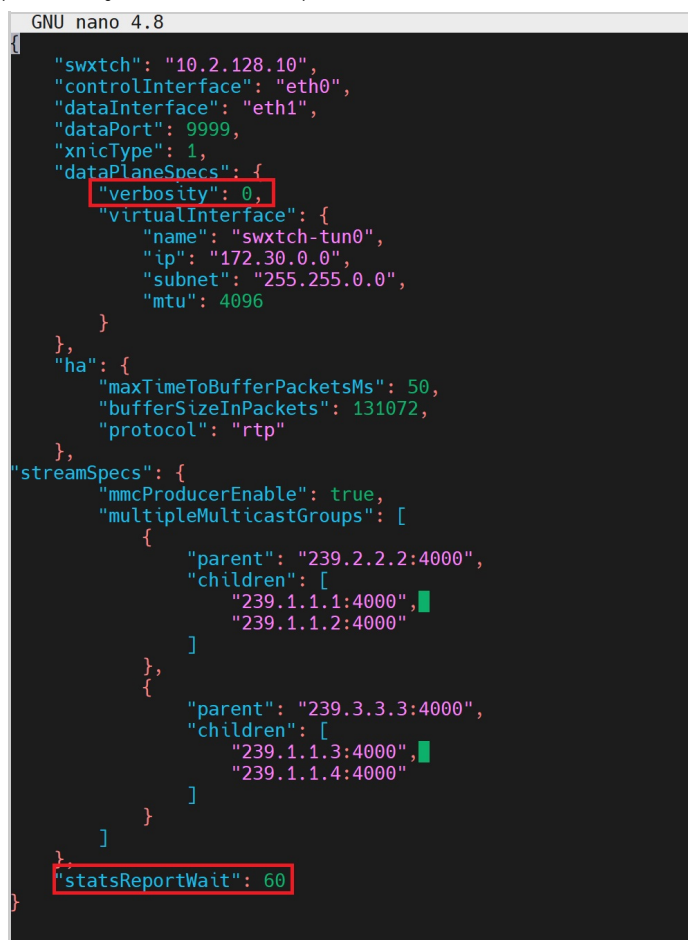 GNU nano 4.8
{
    "swxtch": "10.2.128.10",
    "controlInterface": "eth0",
    "dataInterface": "eth1",
    "dataPort": 9999,
    "xnicType": 1,
    "dataPlaneSpecs": {
        "verbosity": 0,
        "virtualInterface": {
            "name": "swxtch-tun0",
            "ip": "172.30.0.0",
            "subnet": "255.255.0.0",
            "mtu": 4096
        }
    },
    "ha": {
        "maxTimeToBufferPacketsMs": 50,
        "bufferSizeInPackets": 131072,
        "protocol": "rtp"
    },
"streamSpecs": {
        "mmcProducerEnable": true,
        "multipleMulticastGroups": [
            {
                "parent": "239.2.2.2:4000",
                "children": [
                    "239.1.1.1:4000",
                    "239.1.1.2:4000"
                ]
            },
            {
                "parent": "239.3.3.3:4000",
                "children": [
                    "239.1.1.3:4000",
                    "239.1.1.4:4000"
                ]
            }
        ]
    },
    "statsReportWait": 60
}